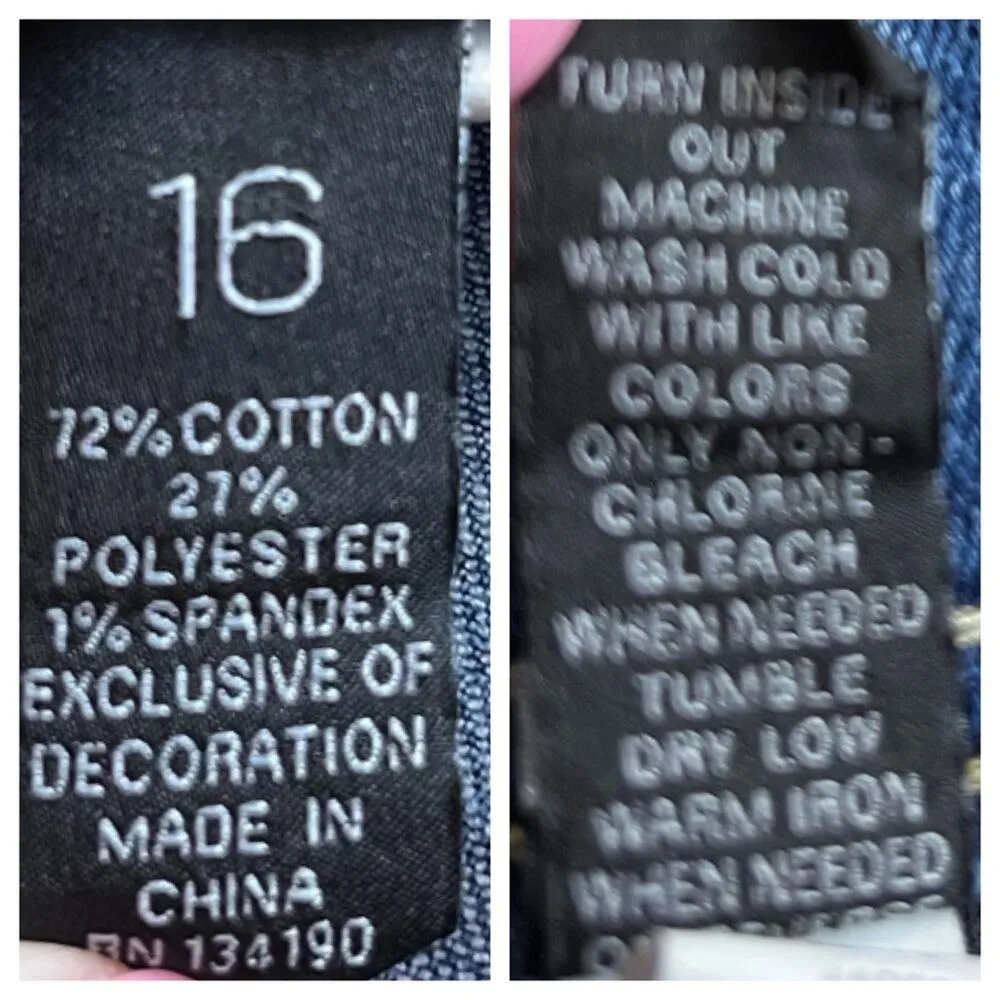 16
72% COTTON
27%
POLYESTER
1% SPANDEX
EXCLUSIVE OF
DECORATION
MADE IN
CHINA
RN 134190
TURN INSIDE
OUT
MACHINE
WASH COLD
WITH LIKE
COLORS
ONLY NON-
CHLORINE
BLEACH
WHEN NEEDED
TUMBLE
DRY LOW
WARM IRON
WHEN NEEDED